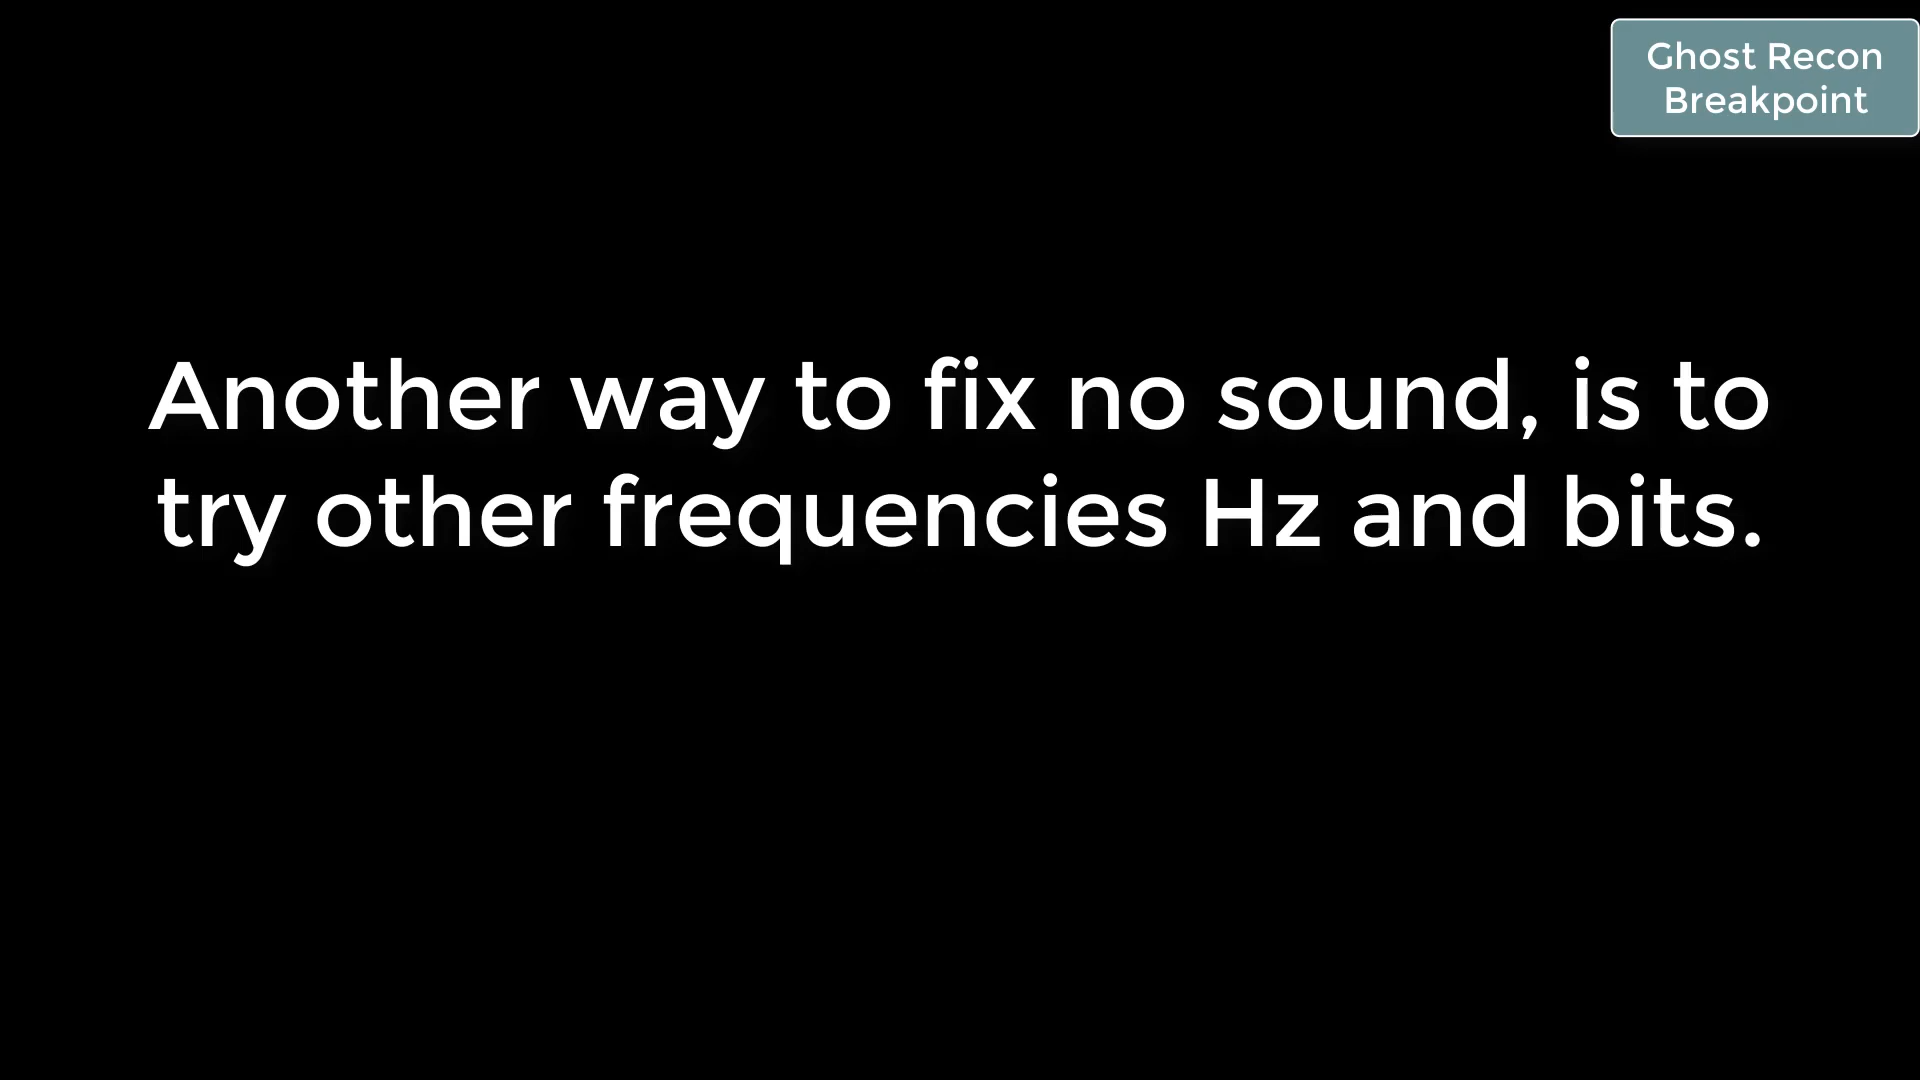 Ghost Recon
Breakpoint
Another way to fix no sound, is to
try other frequencies Hz and bits.